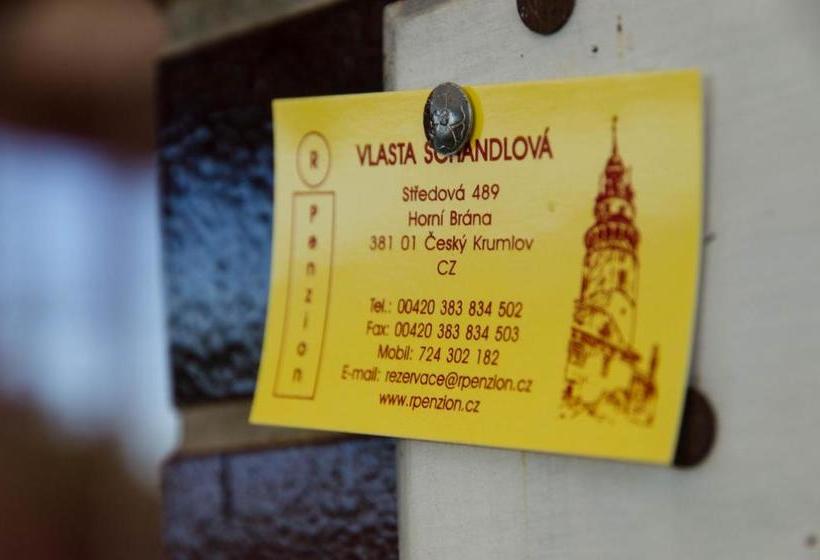 R Penzion
VLASTA
Středová 489
Horní Brána
381 01 Český Krumlov
CZ
Tel.: 00420 383 834 502
Fax: 00420 383 834 503
Mobil: 724 302 182
E-mail: rezervace@rpenzion.cz
www.rpenzion.cz